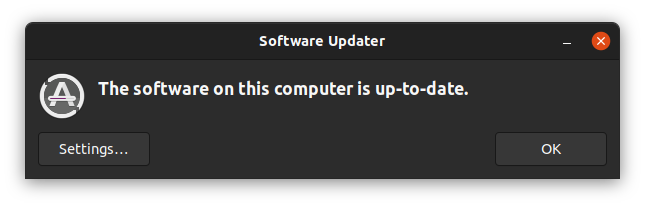 Software Updater
The software on this computer is up-to-date.
Settings…
OK